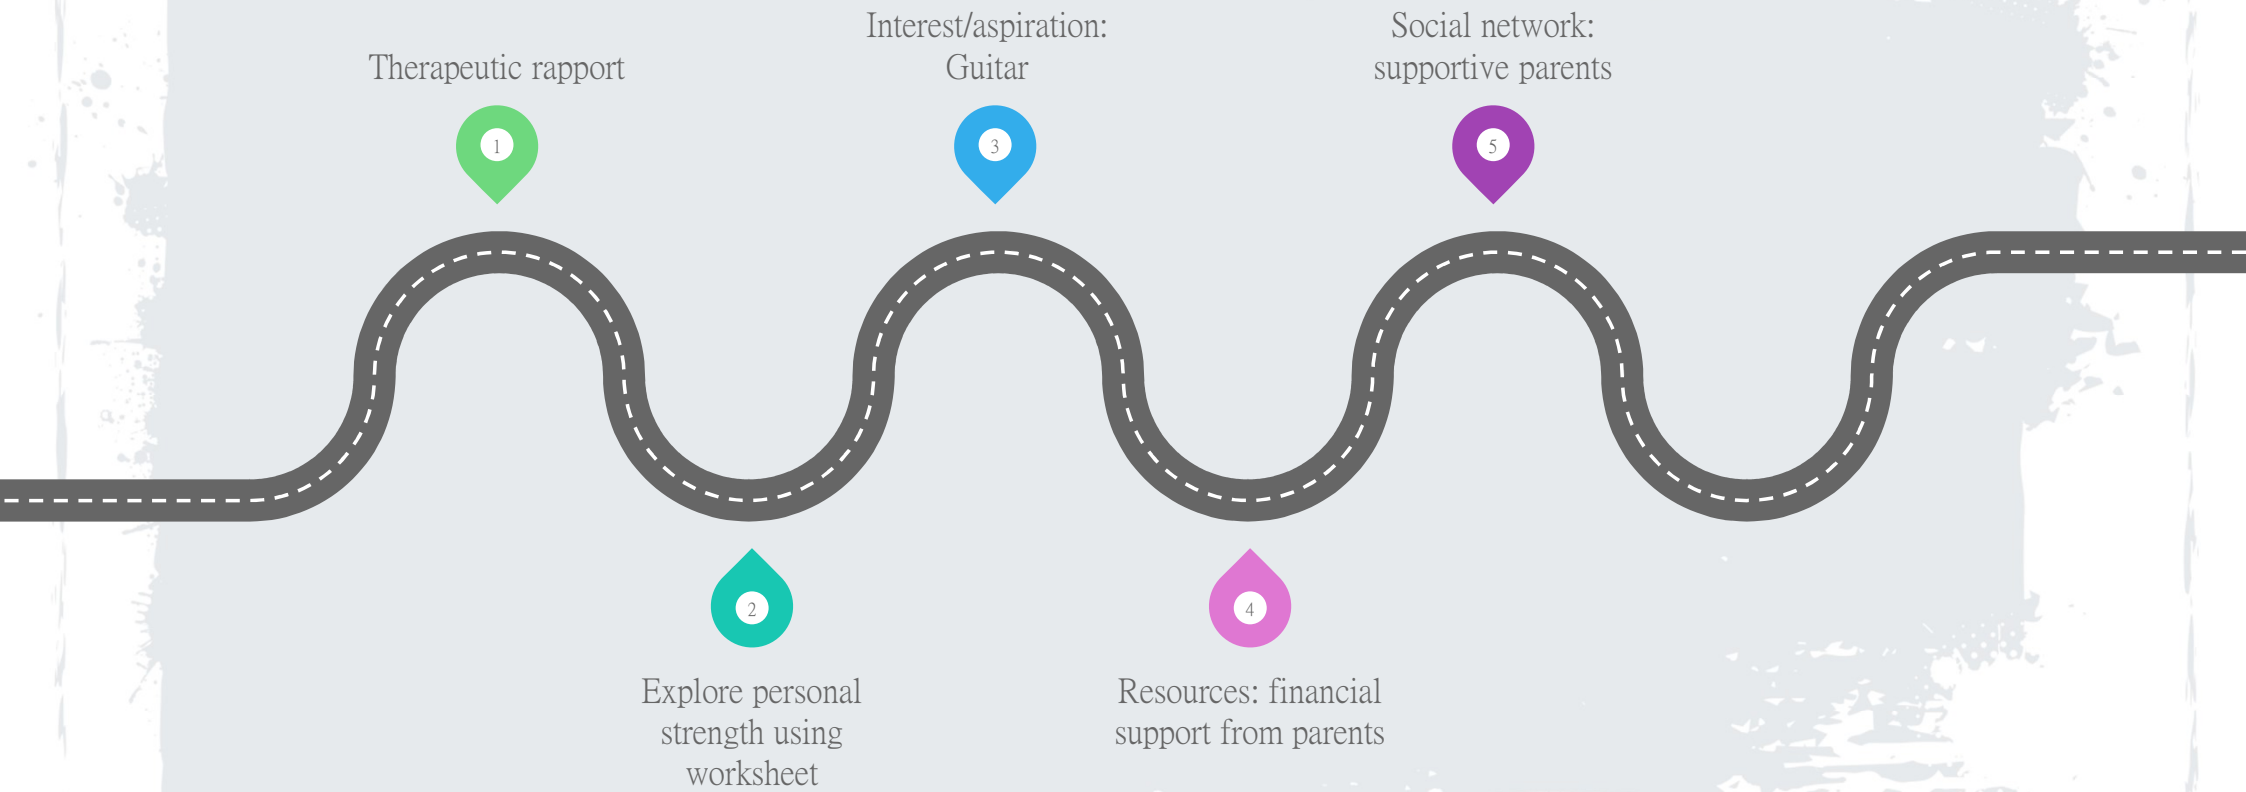 Therapeutic rapport
1
Explore personal
strength using
worksheet
2
Interest/aspiration:
Guitar
3
Resources: financial
support from parents
4
Social network:
supportive parents
5